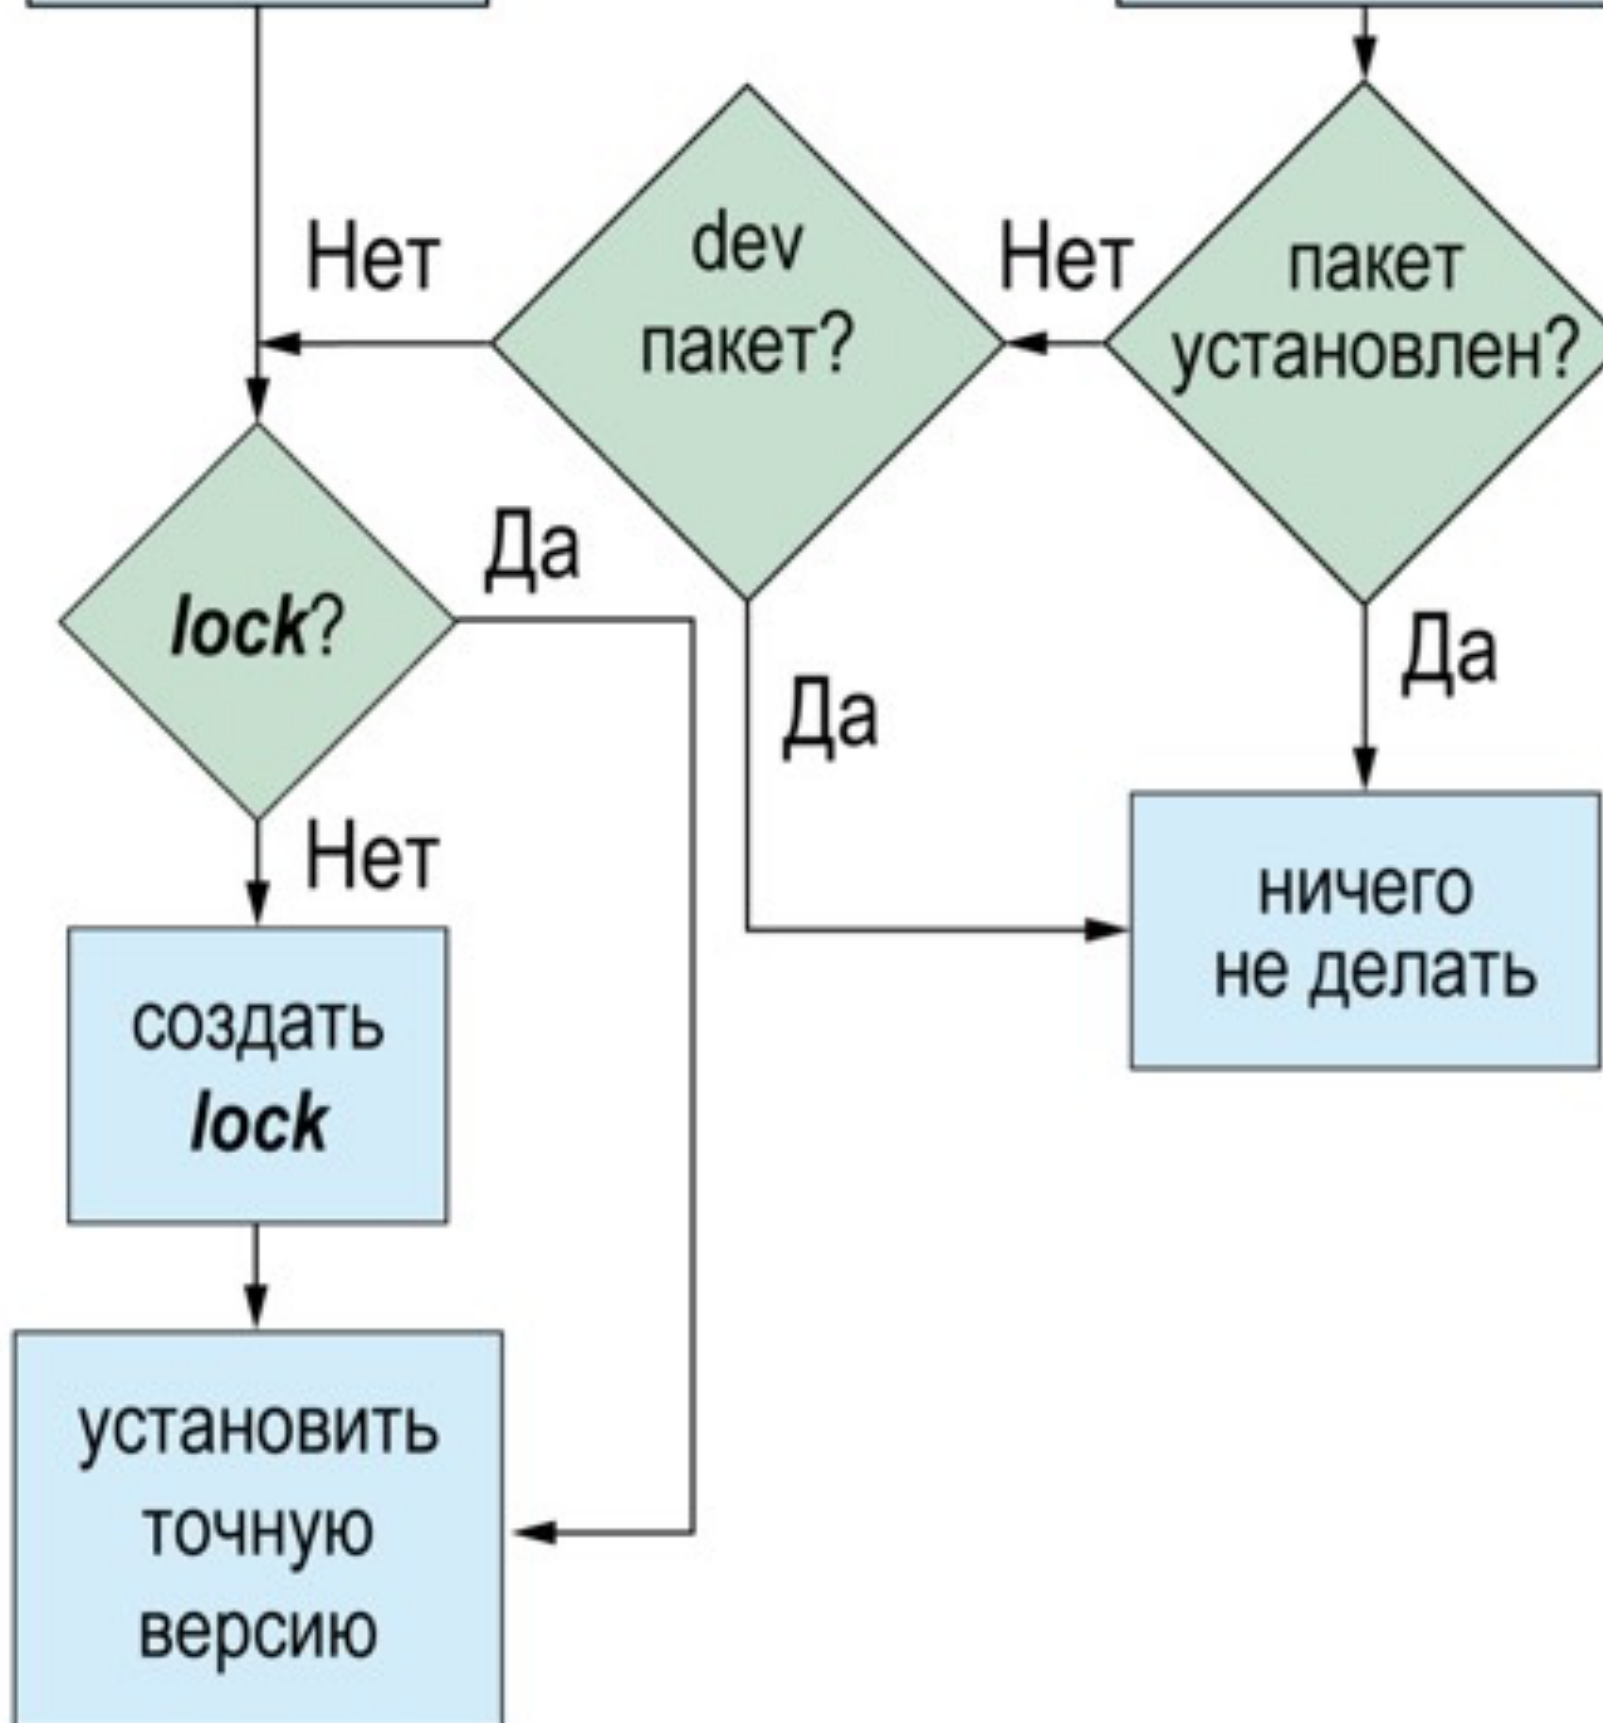 dev
пакет?
Нет
Нет
пакет
установлен?
lock?
Да
Да
Да
Нет
ничего
не делать
создать
lock
установить
точную
версию